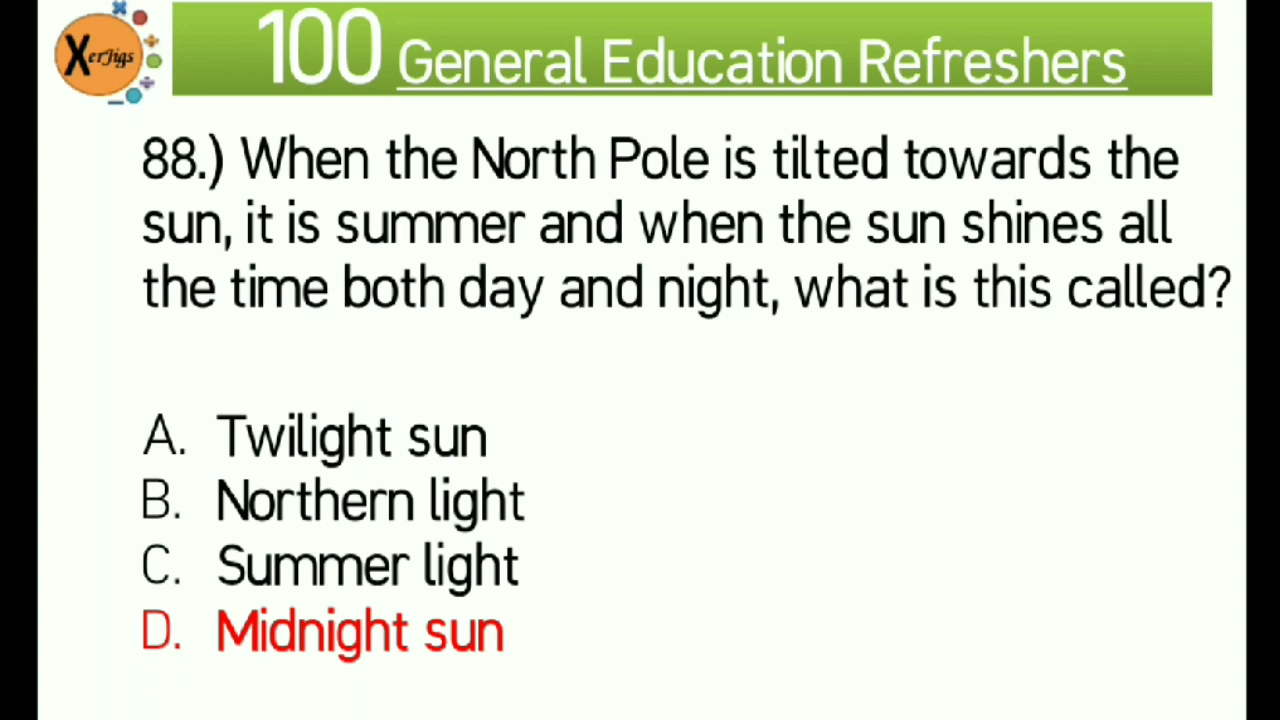 XerJigs
100 General Education Refreshers
88.) When the North Pole is tilted towards the
sun, it is summer and when the sun shines all
the time both day and night, what is this called?
A. Twilight sun
B. Northern light
C. Summer light
D. Midnight sun